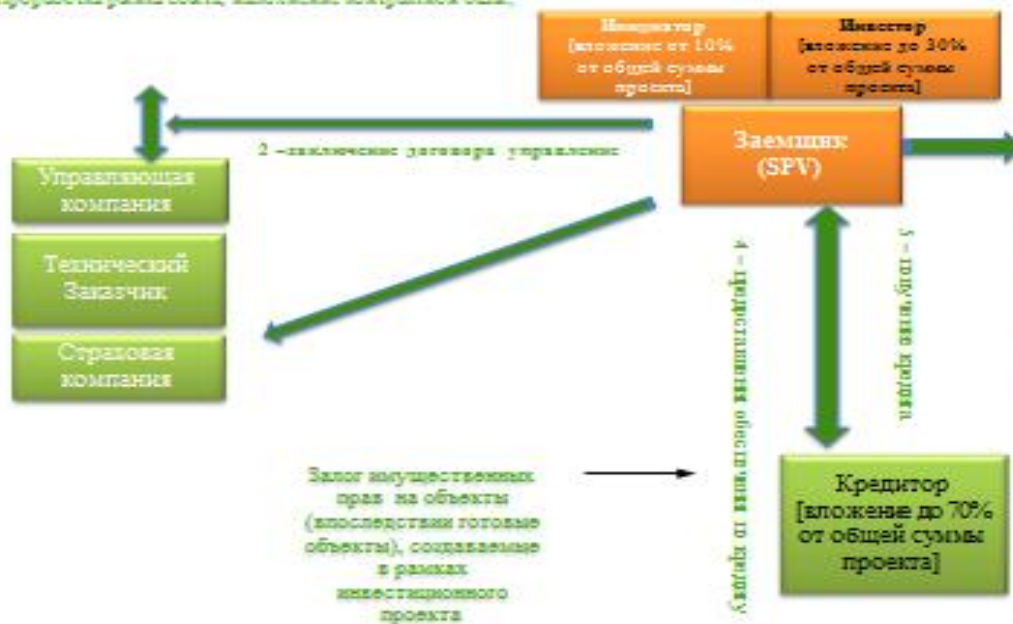 Инициатор
[вложение от 10%
от общей суммы
проекта]
Инвестор
[вложение до 30%
от общей суммы
проекта]
2 –заключение договора управление
Заемщик
(SPV)
Управляющая
компания
Технический
Заказчик
Страховая
компания
4 – предоставления обеспечения по кредиту
5 – получение кредита
Залог имущественных
прав на объекты
(впоследствии готовые
объекты), создаваемые
в рамках
инвестиционного
проекта
Кредитор
[вложение до 70%
от общей суммы
проекта]